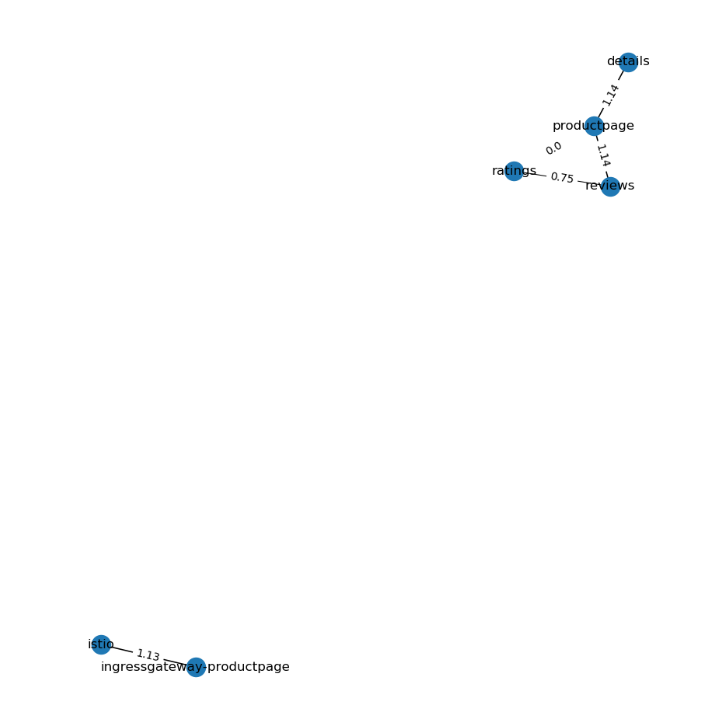 details
1.14
productpage
0.0
1.14
ratings
0.75
reviews
istio
1.13
ingressgateway-productpage